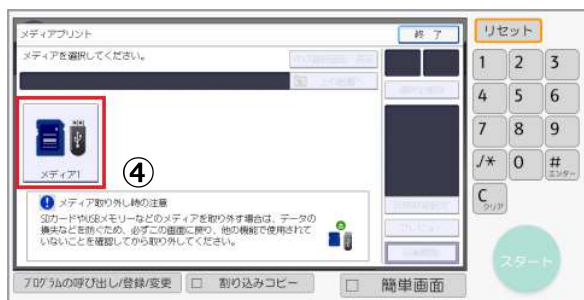 メディアプリント
終 了
リセット
メディアを選択してください。
1 2 3
4 5 6
7 8 9
メディア1
④
./* 0 #
エンター
メディア取り外し時の注意
SDカードやUSBメモリーなどのメディアを取り外す場合は、データの
損失などを防ぐため、必ずこの画面に戻り、他の機能で使用されて
いないことを確認してから取り外してください。
C
クリア
スタート
プログラムの呼び出し/登録/変更
割り込みコピー
簡単画面